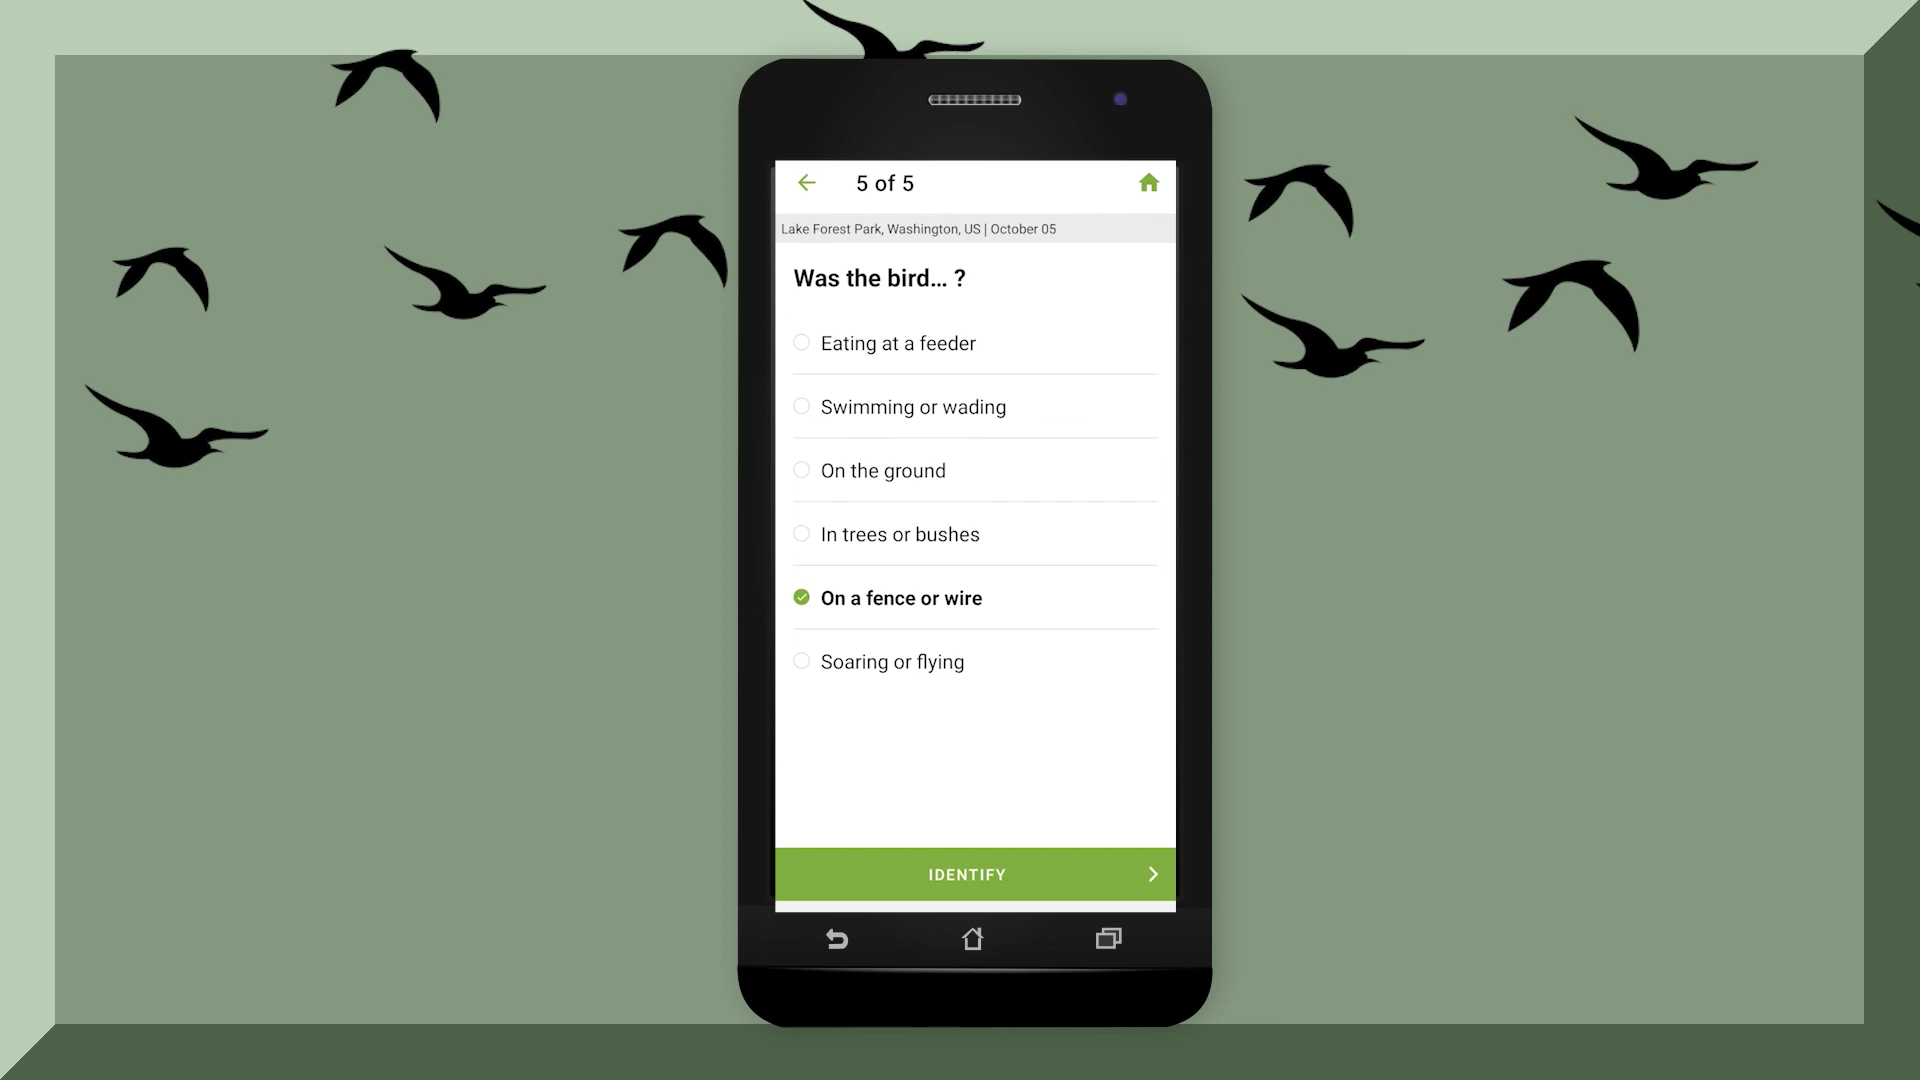 5 of 5
Lake Forest Park, Washington, US | October 05
Was the bird... ?
Eating at a feeder
Swimming or wading
On the ground
In trees or bushes
On a fence or wire
Soaring or flying
IDENTIFY